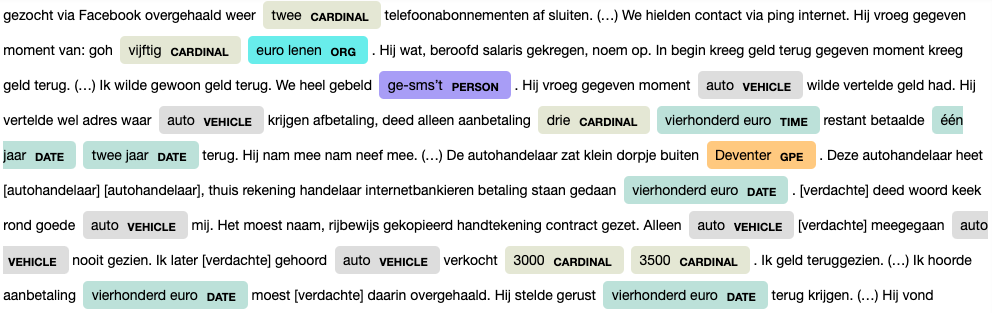 gezocht via Facebook overgehaald weer twee CARDINAL telefoonabonnementen af sluiten. (…) We hielden contact via ping internet. Hij vroeg gegeven
moment van: goh vijftig CARDINAL euro lenen ORG . Hij wat, beroofd salaris gekregen, noem op. In begin kreeg geld terug gegeven moment kreeg
geld terug. (…) Ik wilde gewoon geld terug. We heel gebeld ge-sms't PERSON . Hij vroeg gegeven moment auto VEHICLE wilde vertelde geld had. Hij
vertelde wel adres waar auto VEHICLE krijgen afbetaling, deed alleen aanbetaling drie CARDINAL vierhonderd euro TIME restant betaalde één
jaar DATE twee jaar DATE terug. Hij nam mee nam neef mee. (…) De autohandelaar zat klein dorpje buiten Deventer GPE . Deze autohandelaar heet
[autohandelaar] [autohandelaar], thuis rekening handelaar internetbankieren betaling staan gedaan vierhonderd euro DATE . [verdachte] deed woord keek
rond goede auto VEHICLE mij. Het moest naam, rijbewijs gekopieerd handtekening contract gezet. Alleen auto VEHICLE [verdachte] meegegaan auto
VEHICLE nooit gezien. Ik later [verdachte] gehoord auto VEHICLE verkocht 3000 CARDINAL 3500 CARDINAL . Ik geld teruggezien. (…) Ik hoorde
aanbetaling vierhonderd euro DATE moest [verdachte] daarin overgehaald. Hij stelde gerust vierhonderd euro DATE terug krijgen. (…) Hij vond